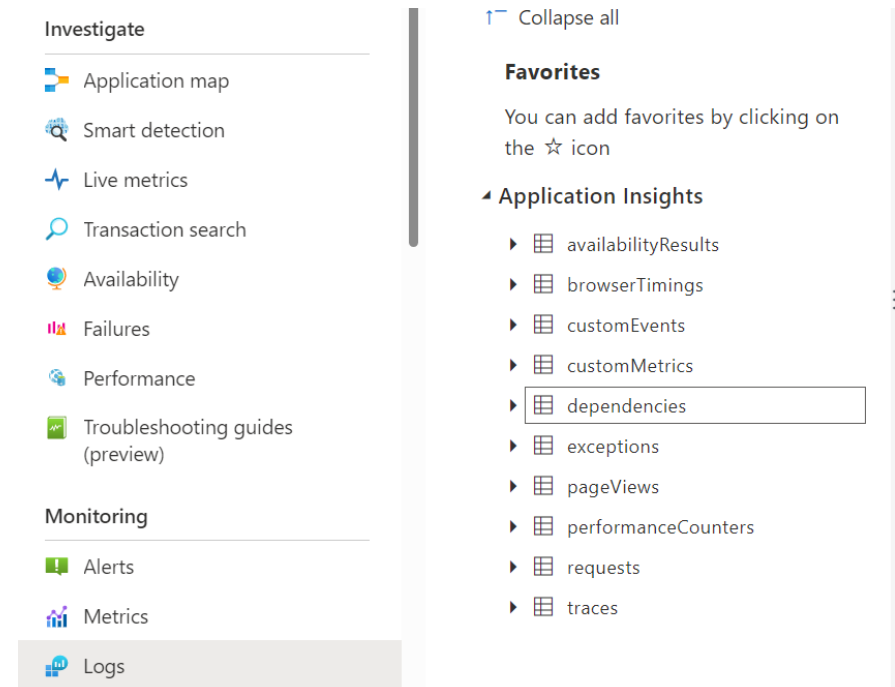 Investigate
Application map
Smart detection
Live metrics
Transaction search
Availability
Failures
Performance
Troubleshooting guides
(preview)
Monitoring
Alerts
Metrics
Logs
Collapse all
Favorites
You can add favorites by clicking on
the ☆ icon
Application Insights
availabilityResults
browserTimings
customEvents
customMetrics
dependencies
exceptions
pageViews
performanceCounters
requests
traces